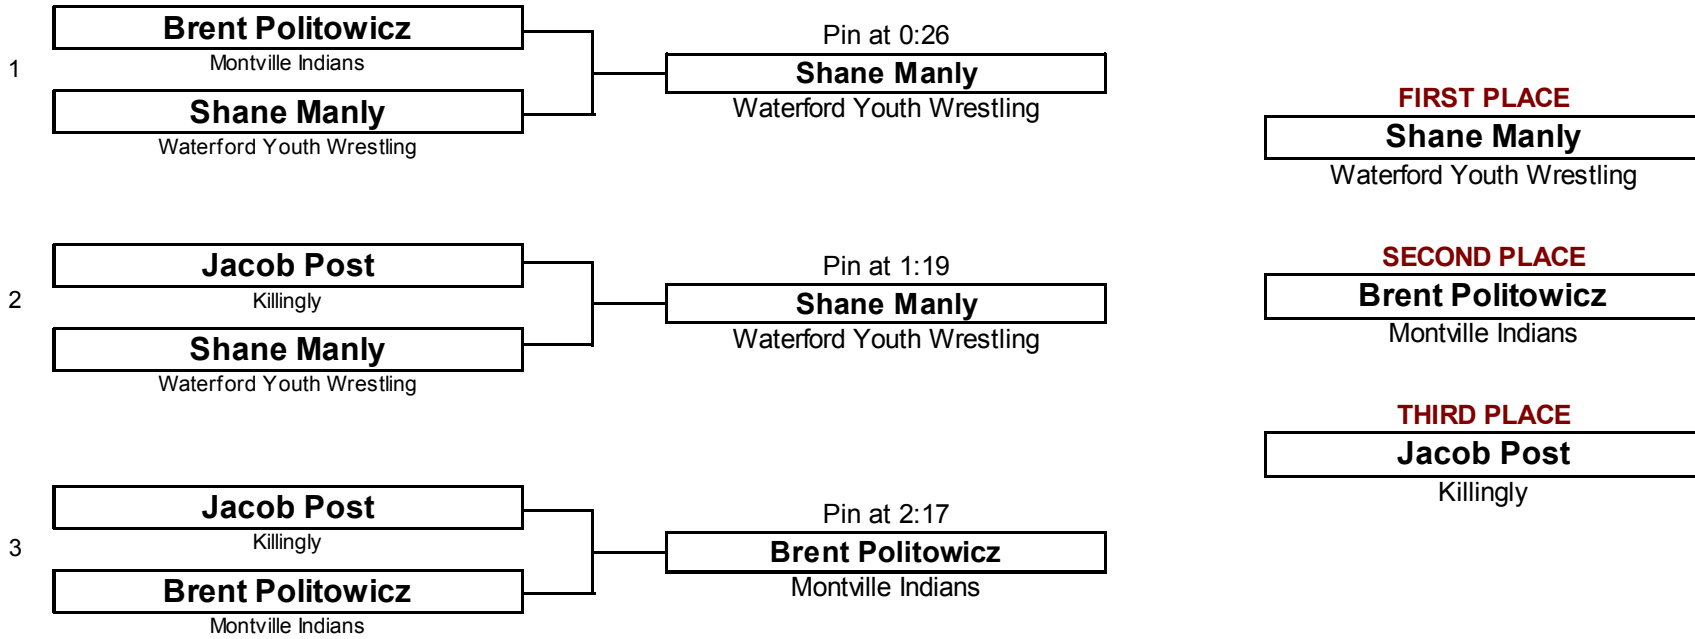 1
Brent Politowicz
Montville Indians
Shane Manly
Waterford Youth Wrestling
Pin at 0:26
Shane Manly
Waterford Youth Wrestling
2
Jacob Post
Killingly
Shane Manly
Waterford Youth Wrestling
Pin at 1:19
Shane Manly
Waterford Youth Wrestling
3
Jacob Post
Killingly
Brent Politowicz
Montville Indians
Pin at 2:17
Brent Politowicz
Montville Indians
FIRST PLACE
Shane Manly
Waterford Youth Wrestling
SECOND PLACE
Brent Politowicz
Montville Indians
THIRD PLACE
Jacob Post
Killingly